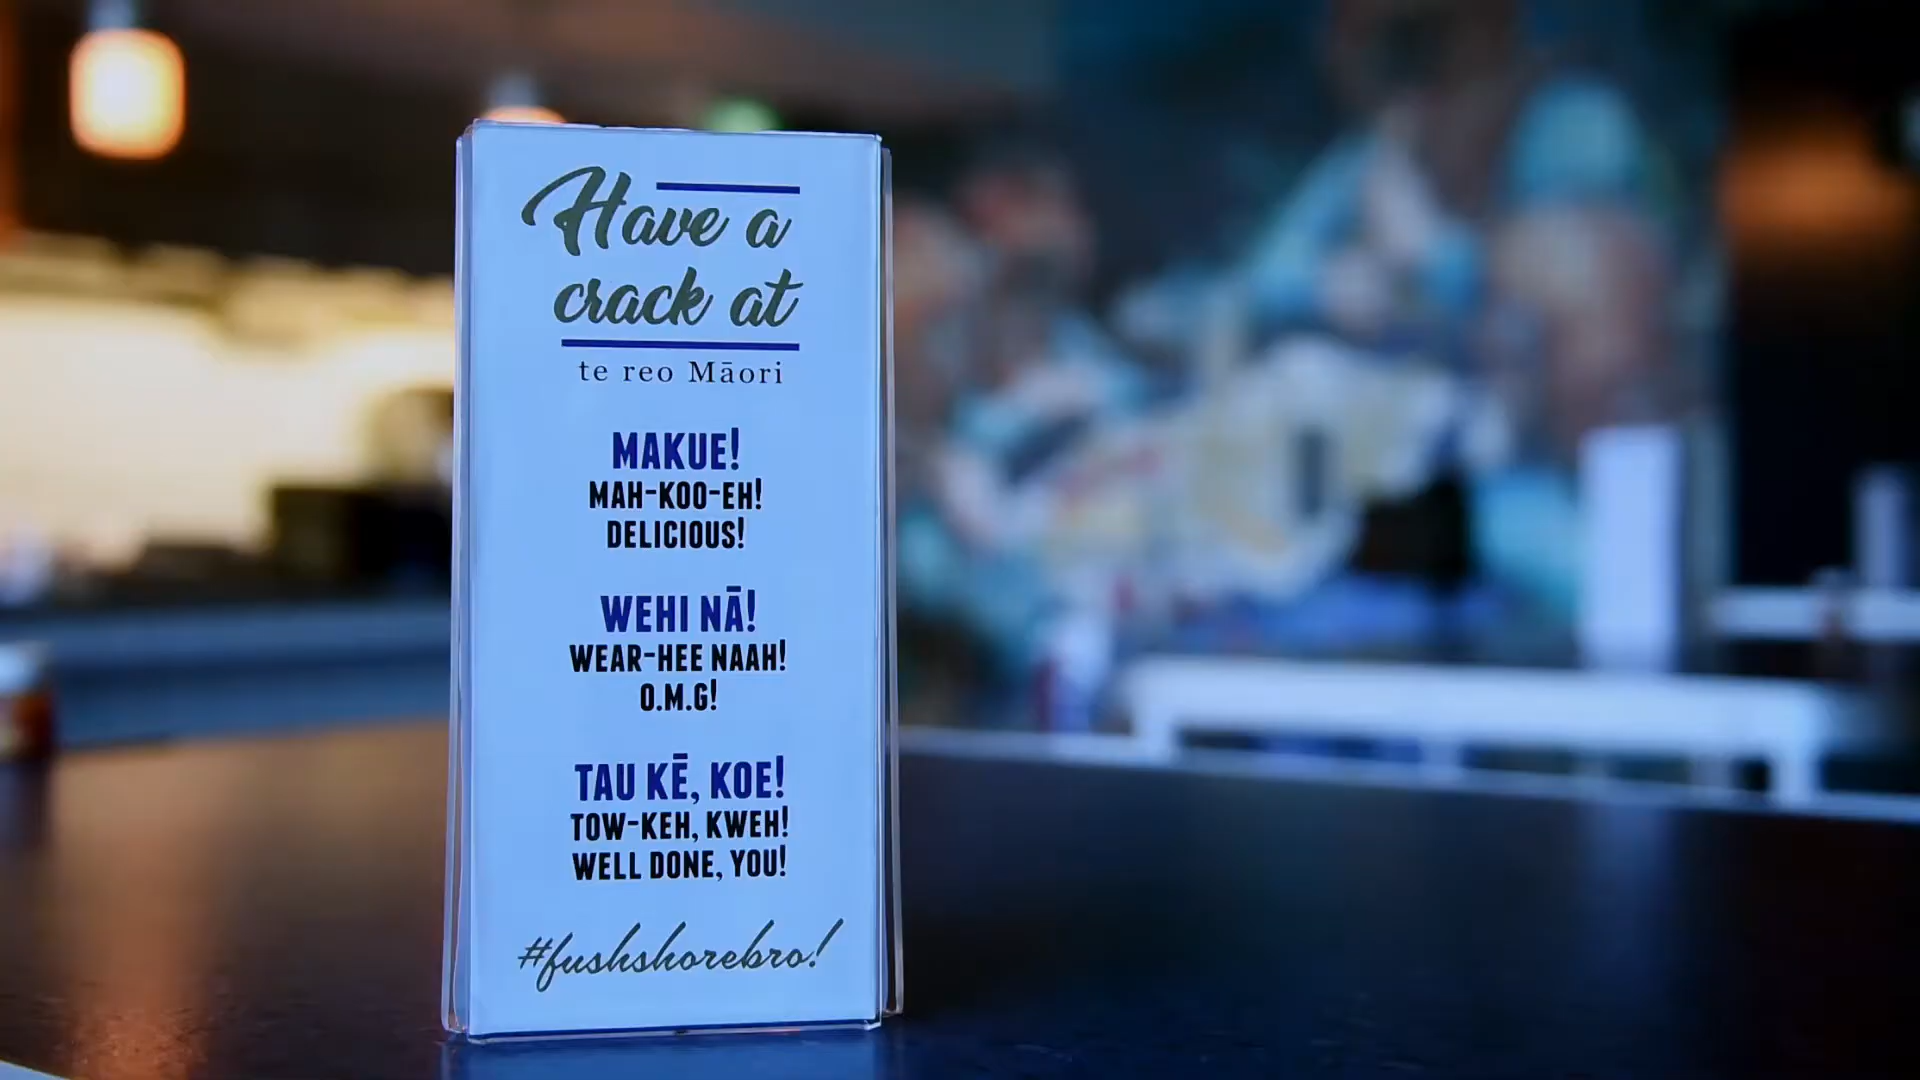 Have a
crack at
te reo Māori
MAKUE!
MAH-KOO-EH!
DELICIOUS!
WEHI NĀ!
WEAR-HEE NAAH!
O.M.G!
TAU KĒ, KOE!
TOW-KEH, KWEH!
WELL DONE, YOU!
#fushshorebro!